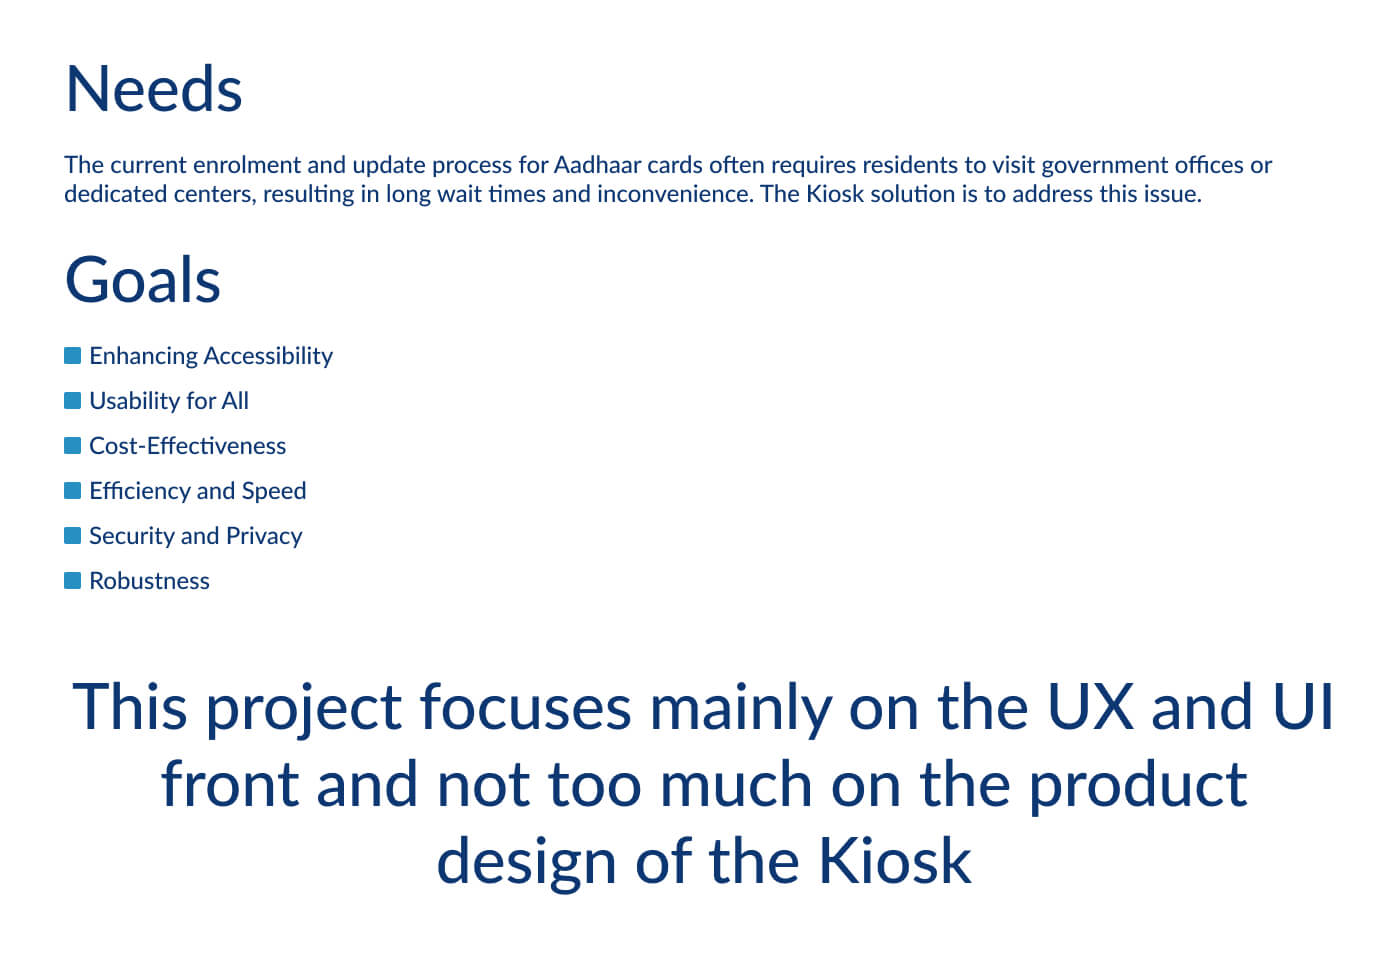 Needs
The current enrolment and update process for Aadhaar cards often requires residents to visit government offices or
dedicated centers, resulting in long wait times and inconvenience. The Kiosk solution is to address this issue.
Goals
Enhancing Accessibility
Usability for All
Cost-Effectiveness
Efficiency and Speed
Security and Privacy
Robustness
This project focuses mainly on the UX and UI
front and not too much on the product
design of the Kiosk